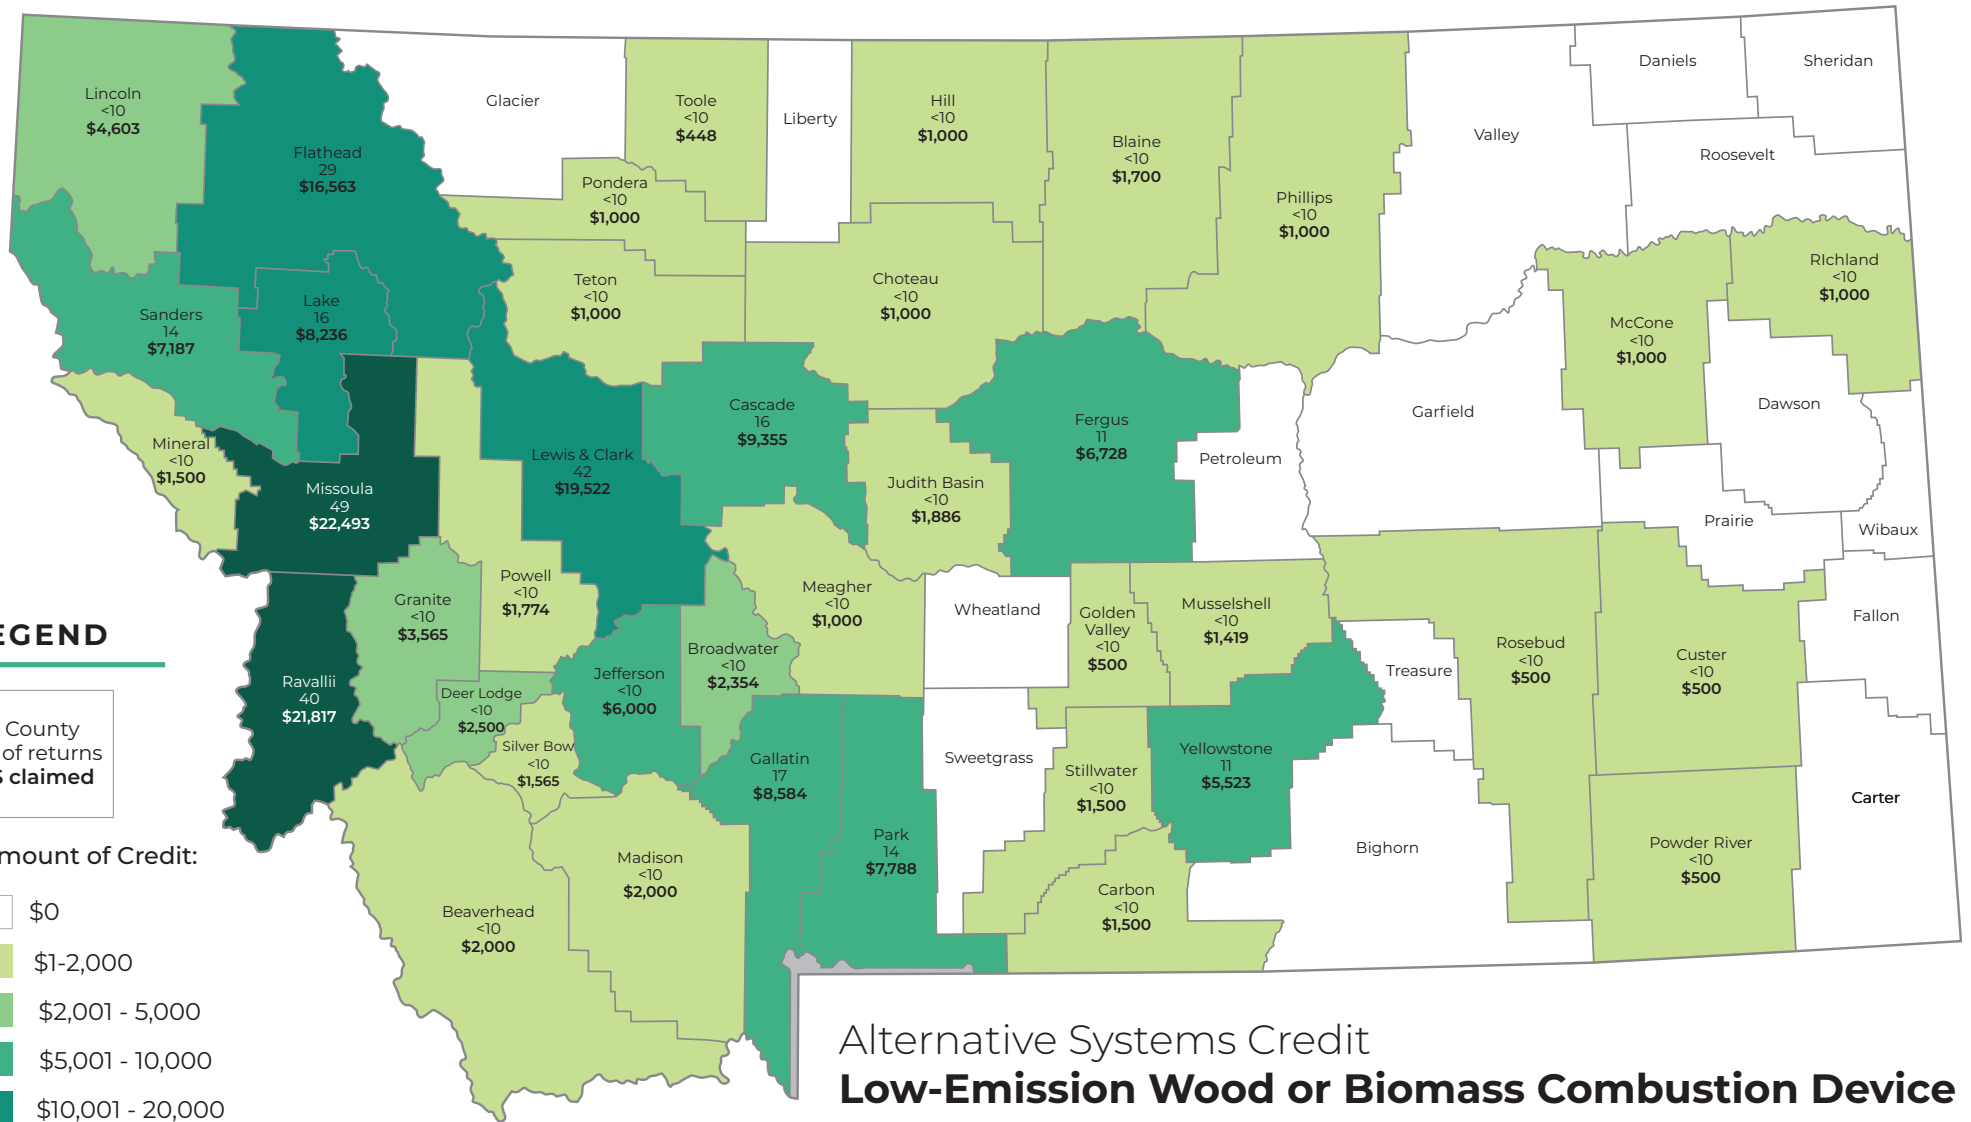 Lincoln
<10
$4,603
Flathead
29
$16,563
Glacier
Toole
<10
$448
Liberty
Hill
<10
$1,000
Blaine
<10
$1,700
Phillips
<10
$1,000
Valley
Daniels
Sheridan
Roosevelt
Pondera
<10
$1,000
Teton
<10
$1,000
Choteau
<10
$1,000
RIchland
<10
$1,000
McCone
<10
$1,000
Sanders
14
$7,187
Lake
16
$8,236
Cascade
16
$9,355
Fergus
11
$6,728
Petroleum
Garfield
Dawson
Mineral
<10
$1,500
Missoula
49
$22,493
Lewis & Clark
42
$19,522
Judith Basin
<10
$1,886
Prairie
Wibaux
Powell
<10
$1,774
Granite
<10
$3,565
Meagher
<10
$1,000
Wheatland
Golden
Valley
<10
$500
Musselshell
<10
$1,419
Treasure
Rosebud
<10
$500
Custer
<10
$500
Fallon
Ravallii
40
$21,817
Deer Lodge
<10
$2,500
Jefferson
<10
$6,000
Broadwater
<10
$2,354
Silver Bow
<10
$1,565
Gallatin
17
$8,584
Sweetgrass
Stillwater
<10
$1,500
Yellowstone
11
$5,523
Carter
Park
14
$7,788
Bighorn
Powder River
<10
$500
Madison
<10
$2,000
Carbon
<10
$1,500
Beaverhead
<10
$2,000
EGEND
County
of returns
claimed
mount of Credit:
$0
$1-2,000
$2,001 - 5,000
$5,001 - 10,000
$10,001 - 20,000
Alternative Systems Credit
Low-Emission Wood or Biomass Combustion Device